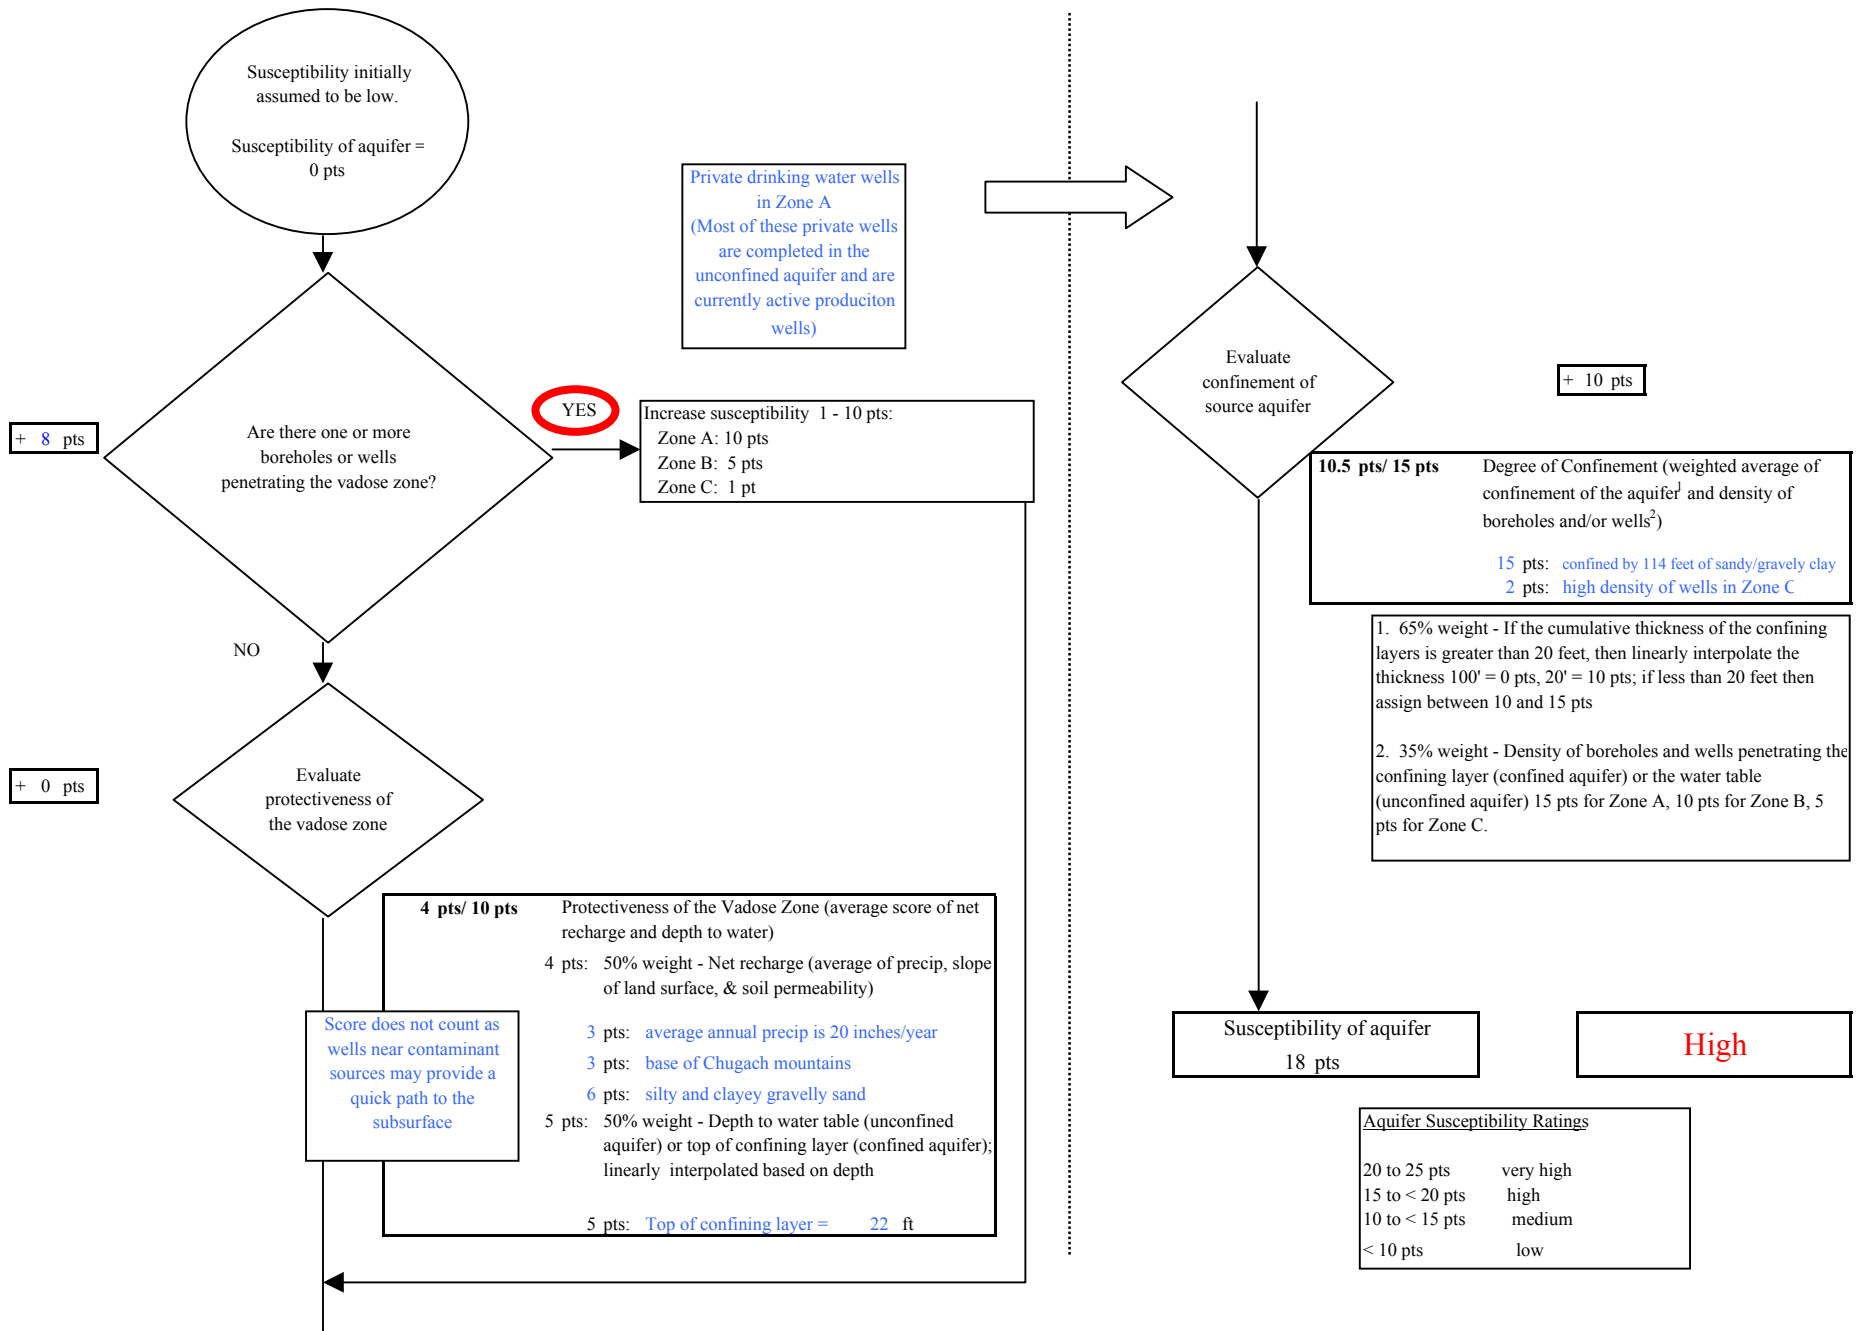 Susceptibility initially
assumed to be low.
Susceptibility of aquifer =
0 pts
Private drinking water wells
in Zone A
(Most of these private wells
are completed in the
unconfined aquifer and are
currently active produciton
wells)
+ 8 pts
Are there one or more
boreholes or wells
penetrating the vadose zone?
YES
Increase susceptibility 1 - 10 pts:
Zone A: 10 pts
Zone B: 5 pts
Zone C: 1 pt
NO
+ 0 pts
Evaluate
protectiveness of
the vadose zone
4 pts/ 10 pts Protectiveness of the Vadose Zone (average score of net
recharge and depth to water)
4 pts: 50% weight - Net recharge (average of precip, slope
of land surface, & soil permeability)
3 pts: average annual precip is 20 inches/year
3 pts: base of Chugach mountains
6 pts: silty and clayey gravelly sand
5 pts: 50% weight - Depth to water table (unconfined
aquifer) or top of confining layer (confined aquifer);
linearly interpolated based on depth
5 pts: Top of confining layer = 22 ft
Score does not count as
wells near contaminant
sources may provide a
quick path to the
subsurface
Evaluate
confinement of
source aquifer
+ 10 pts
10.5 pts/ 15 pts Degree of Confinement (weighted average of
confinement of the aquifer1 and density of
boreholes and/or wells2)
15 pts: confined by 114 feet of sandy/gravely clay
2 pts: high density of wells in Zone C
1. 65% weight - If the cumulative thickness of the confining
layers is greater than 20 feet, then linearly interpolate the
thickness 100' = 0 pts, 20' = 10 pts; if less than 20 feet then
assign between 10 and 15 pts
2. 35% weight - Density of boreholes and wells penetrating the
confining layer (confined aquifer) or the water table
(unconfined aquifer) 15 pts for Zone A, 10 pts for Zone B, 5
pts for Zone C.
Susceptibility of aquifer
18 pts
High
Aquifer Susceptibility Ratings
20 to 25 pts very high
15 to < 20 pts high
10 to < 15 pts medium
< 10 pts low